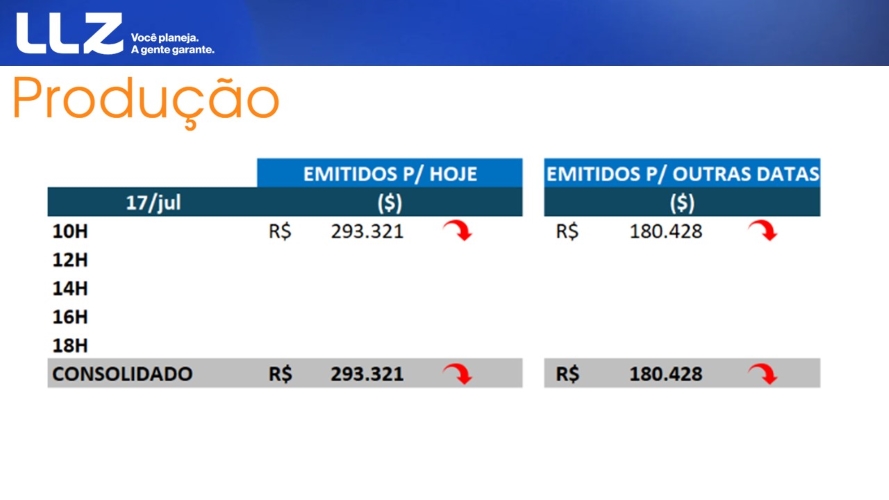 LLZ Você planeja.
A gente garante.
Produção
EMITIDOS P/ HOJE EMITIDOS P/ OUTRAS DATAS
17/jul ($) ($)
10H R$ 293.321 R$ 180.428
12H
14H
16H
18H
CONSOLIDADO R$ 293.321 R$ 180.428